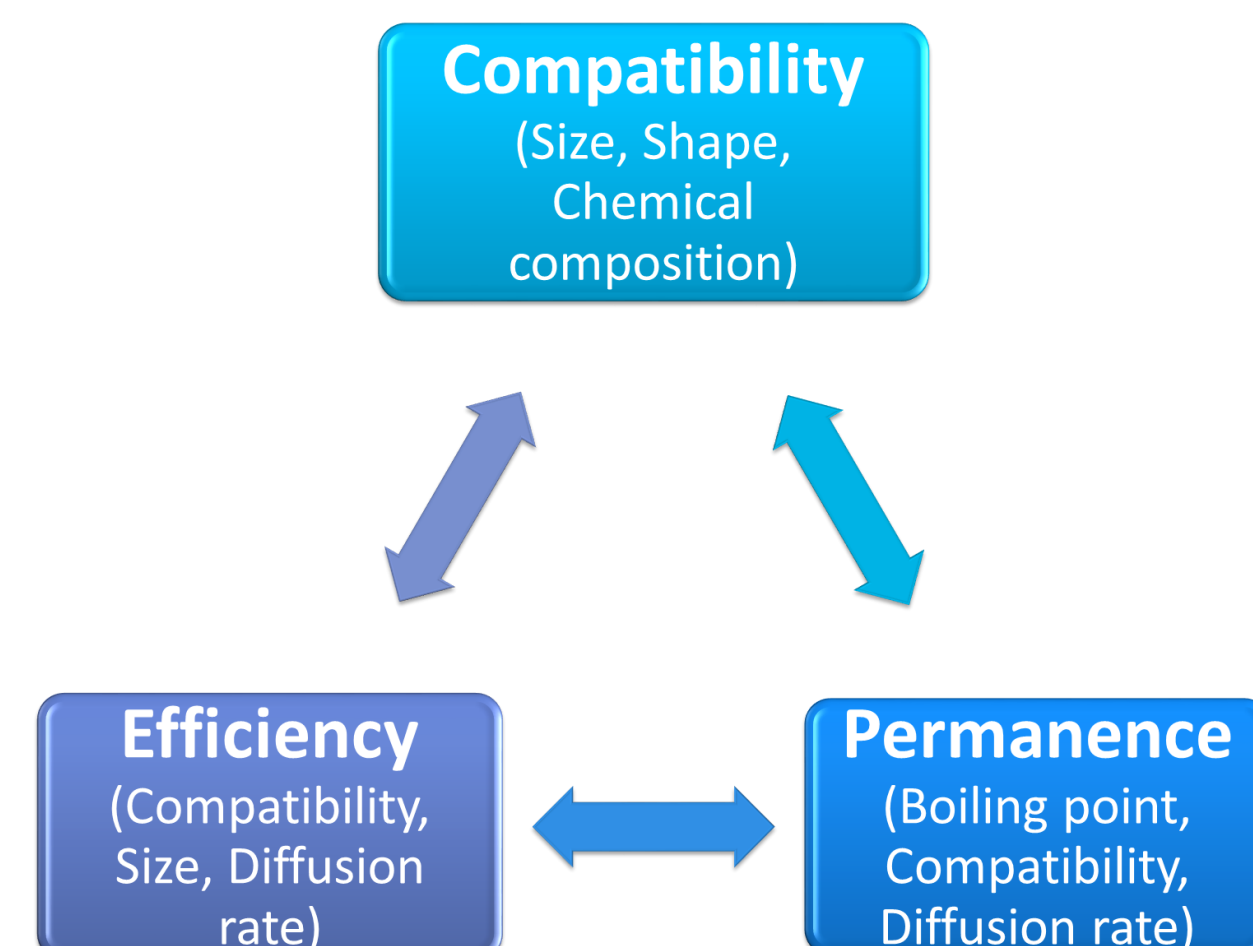 Compatibility
(Size, Shape,
Chemical
composition)
Efficiency
(Compatibility,
Size, Diffusion
rate)
Permanence
(Boiling point,
Compatibility,
Diffusion rate)